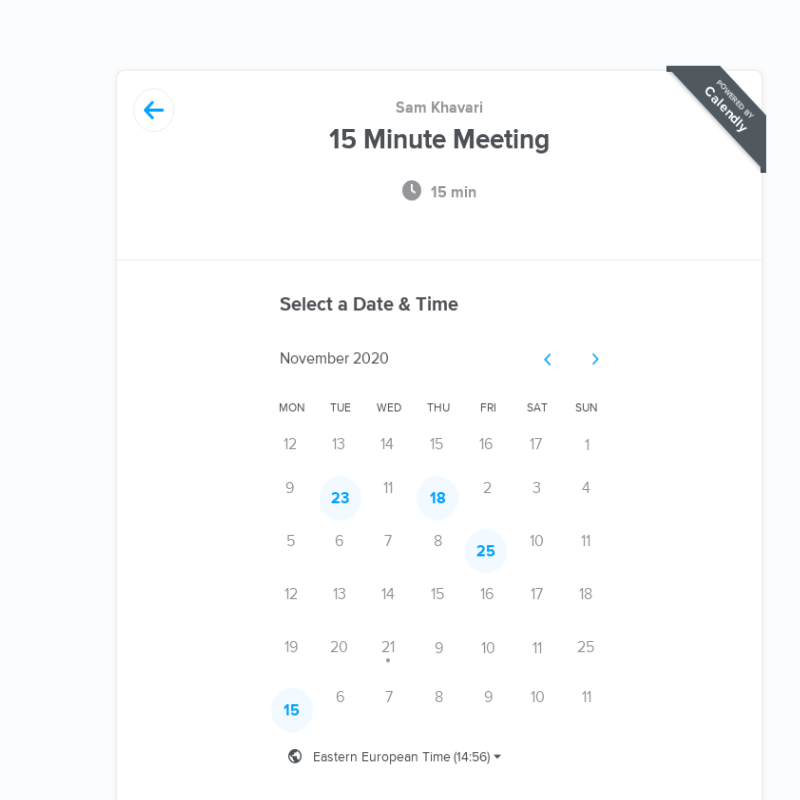 POWERED BY
Calendly
Sam Khavari
15 Minute Meeting
15 min
Select a Date & Time
November 2020
MON TUE WED THU FRI SAT SUN
12 13 14 15 16 17 1
9 23 11 18 2 3 4
5 6 7 8 25 10 11
12 13 14 15 16 17 18
19 20 21 9 10 11 25
15 6 7 8 9 10 11
Eastern European Time (14:56)